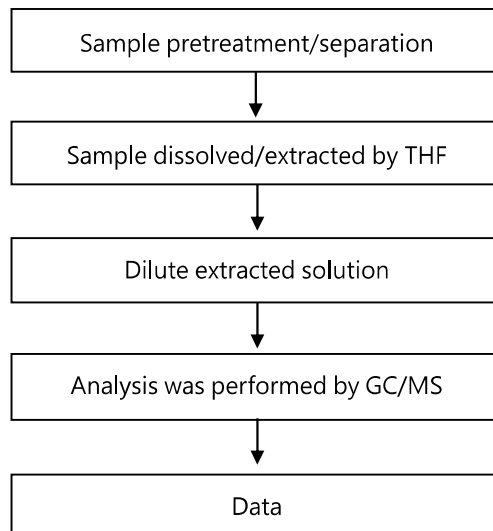 Sample pretreatment/separation
Sample dissolved/extracted by THF
Dilute extracted solution
Analysis was performed by GC/MS
Data